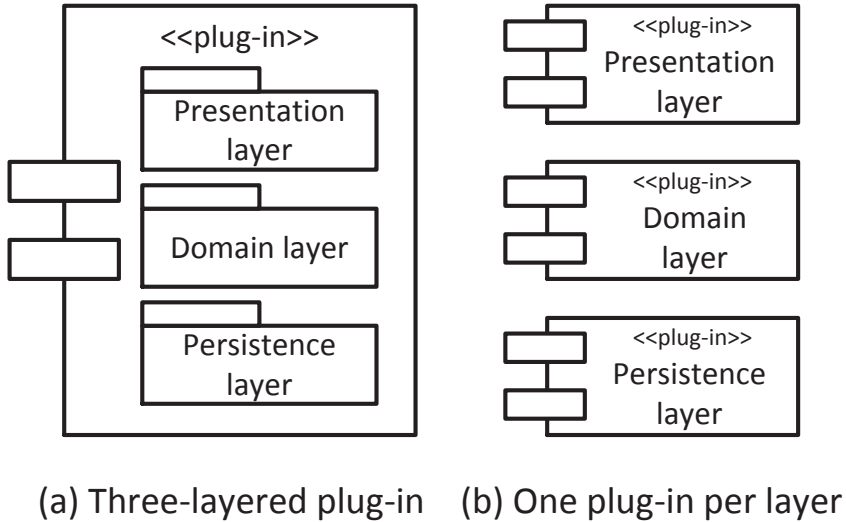 <<plug-in>>
Presentation
layer
Domain layer
Persistence
layer
(a) Three-layered plug-in
<<plug-in>>
Presentation
layer
<<plug-in>>
Domain
layer
<<plug-in>>
Persistence
layer
(b) One plug-in per layer